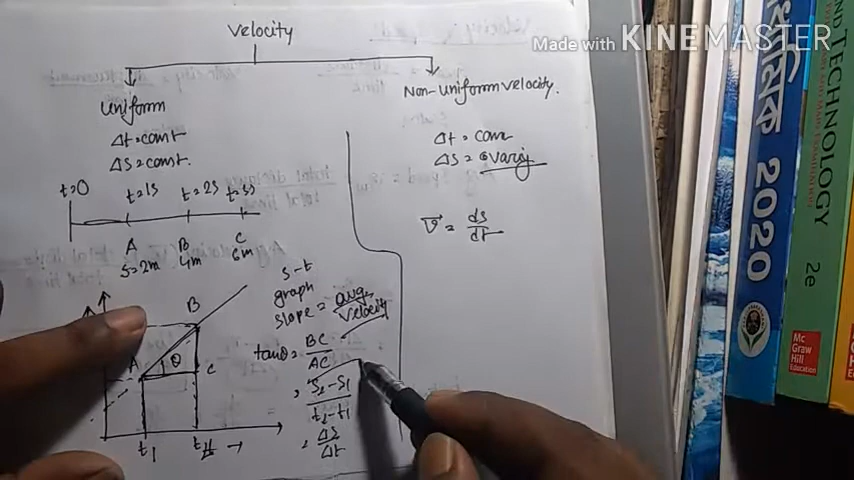 Made with KINEMASTER
velocity
Uniform
Δt = const
Δs = const.
t=0
t=1s
t=2s
t=3s
A
B
C
s=2m
4m
6m
s-t
graph
slope = avg.
velocity
B
A
θ
C
t1
tanθ = BC
AC
= S2-S1
t2-t1
= Δs
Δt
Non-uniform velocity.
Δt = con
Δs =
v = ds
dt
2020
TECHNOLOGY
2e
Mc
Graw
Hill
Education